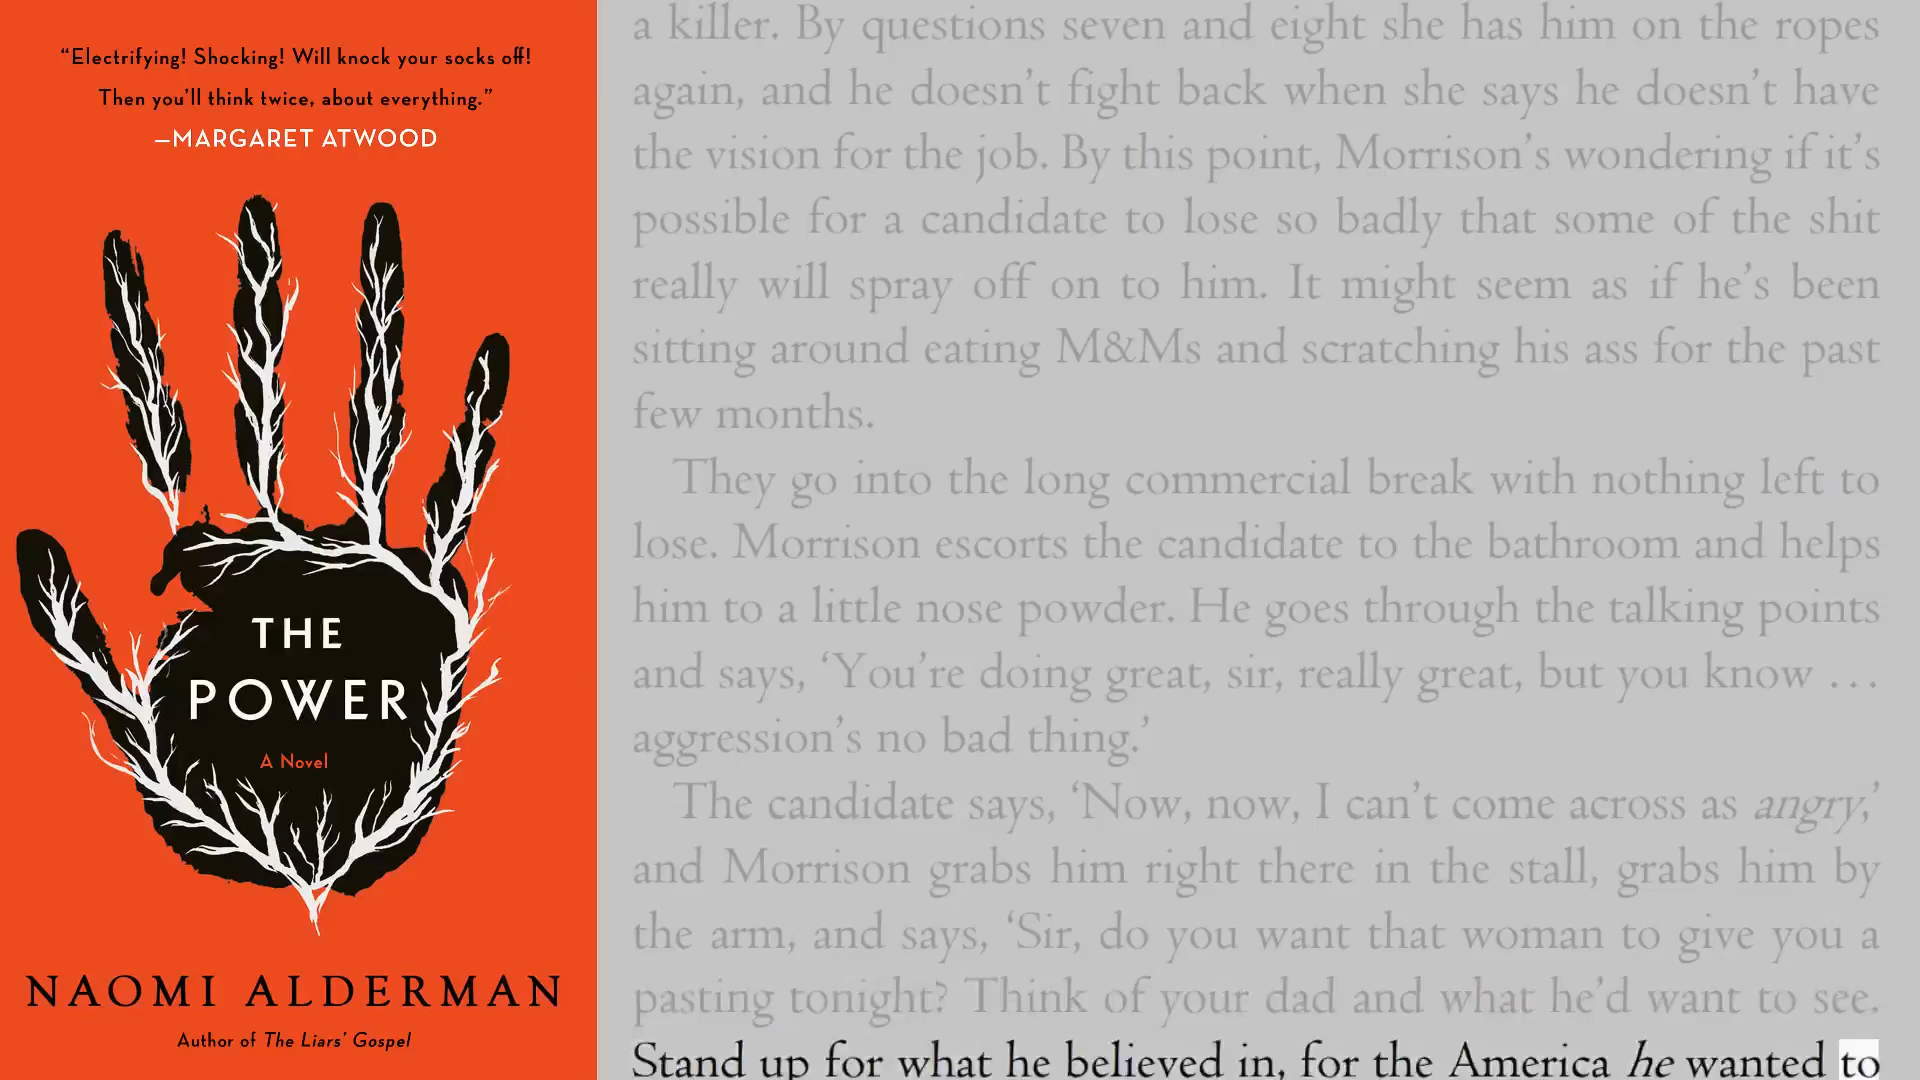 “Electrifying! Shocking! Will knock your socks off!
Then you’ll think twice, about everything.”
—MARGARET ATWOOD
THE
POWER
A Novel
NAOMI ALDERMAN
Author of The Liars’ Gospel
a killer. By questions seven and eight she has him on the ropes
again, and he doesn’t fight back when she says he doesn’t have
the vision for the job. By this point, Morrison’s wondering if it’s
possible for a candidate to lose so badly that some of the shit
really will spray off on to him. It might seem as if he’s been
sitting around eating M&Ms and scratching his ass for the past
few months.
They go into the long commercial break with nothing left to
lose. Morrison escorts the candidate to the bathroom and helps
him to a little nose powder. He goes through the talking points
and says, ‘You’re doing great, sir, really great, but you know …
aggression’s no bad thing.’
The candidate says, ‘Now, now, I can’t come across as angry,’
and Morrison grabs him right there in the stall, grabs him by
the arm, and says, ‘Sir, do you want that woman to give you a
pasting tonight? Think of your dad and what he’d want to see.
Stand up for what he believed in, for the America he wanted to